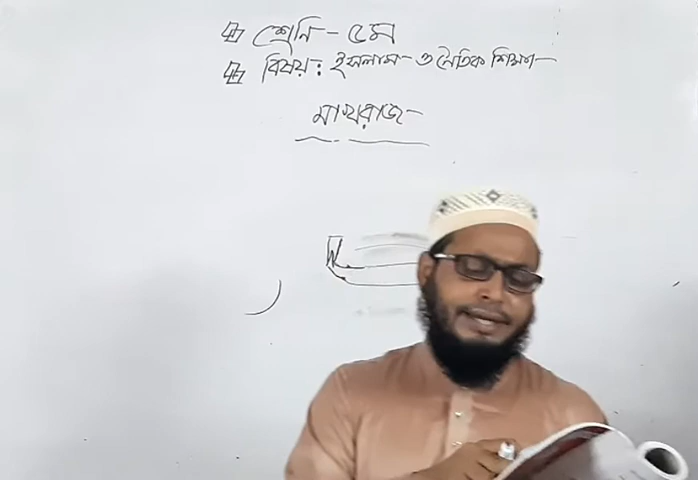 শ্রেনি - ৫ম
বিষয়: ইসলাম ও নৈতিক শিক্ষা
মাখরাজ